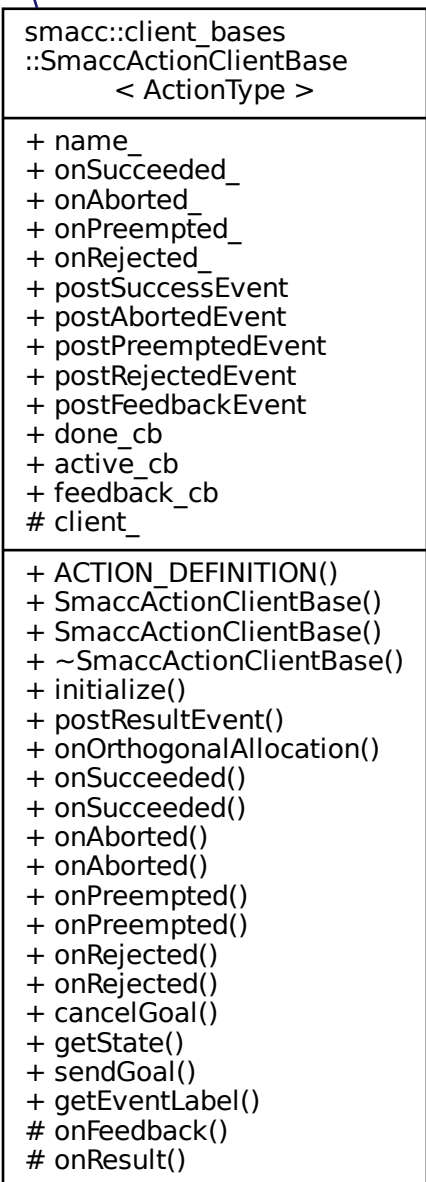 smacc::client_bases
::SmaccActionClientBase
< ActionType >
+ name_
+ onSucceeded_
+ onAborted_
+ onPreempted_
+ onRejected_
+ postSuccessEvent
+ postAbortedEvent
+ postPreemptedEvent
+ postRejectedEvent
+ postFeedbackEvent
+ done_cb
+ active_cb
+ feedback_cb
# client_
+ ACTION_DEFINITION()
+ SmaccActionClientBase()
+ SmaccActionClientBase()
+ ~SmaccActionClientBase()
+ initialize()
+ postResultEvent()
+ onOrthogonalAllocation()
+ onSucceeded()
+ onSucceeded()
+ onAborted()
+ onAborted()
+ onPreempted()
+ onPreempted()
+ onRejected()
+ onRejected()
+ cancelGoal()
+ getState()
+ sendGoal()
+ getEventLabel()
# onFeedback()
# onResult()